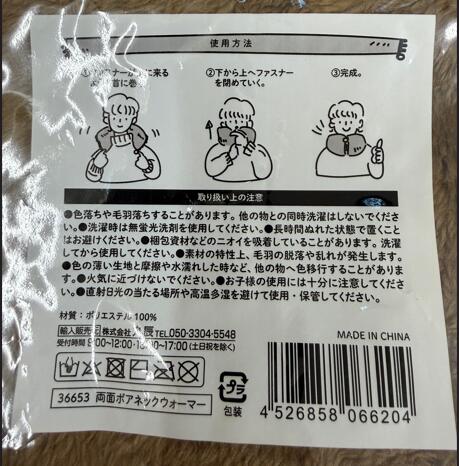 使用方法
①ファスナーが前に来る
首に巻く
②下から上へファスナー
を閉めていく。
③完成。
取り扱い上の注意
●色落ちや毛羽落ちすることがあります。他の物との同時洗濯はしないでくださ
い。●洗濯時は無蛍光洗剤を使用してください。●長時間ぬれた状態で置くこと
はお避けください。●梱包資材などのニオイを吸着していることがあります。洗濯
してから使用してください。●素材の特性上、毛羽の脱落や乱れが発生します。
●色の薄い生地と摩擦や水濡れした時など、他の物へ色移行することがありま
す。●火気に近づけないでください。●お子様の使用には十分に注意してくださ
い。●直射日光の当たる場所や高温多湿を避けて使用・保管してください。
材質：ポリエステル100%
輸入販売元 株式会社 辰 TEL050-3304-5548
受付時間 9:00~12:00・13:00~17:00(土日祝を除く)
MADE IN CHINA
プラ
包装
36653 両面ボアネックウォーマー
4 526858 066204